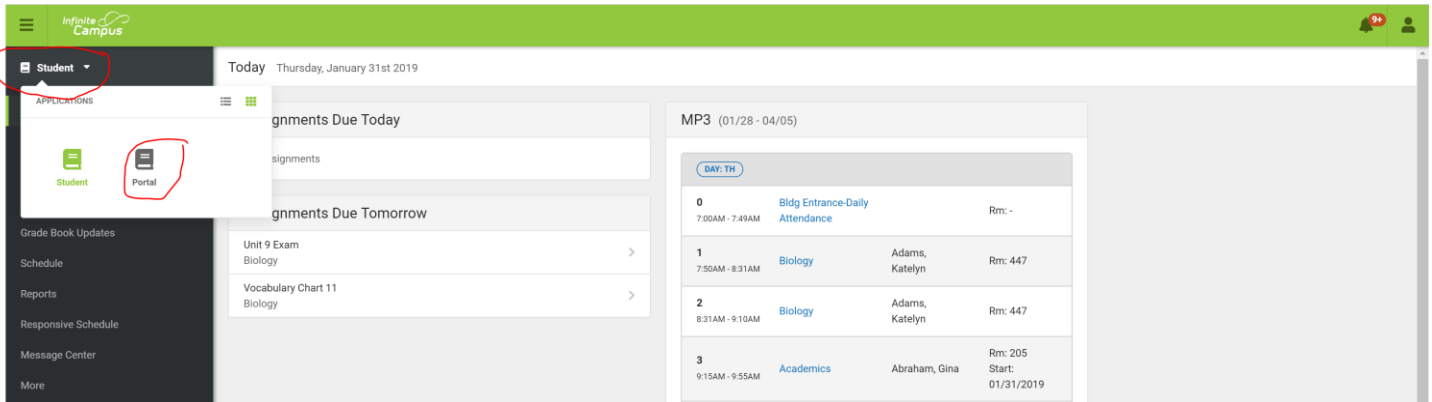 Infinite
Campus
9+
Student
Today Thursday, January 31st 2019
APPLICATIONS
Student
Portal
Grade Book Updates
Schedule
Reports
Responsive Schedule
Message Center
More
gnments Due Today
signments
gnments Due Tomorrow
Unit 9 Exam
Biology
Vocabulary Chart 11
Biology
MP3 (01/28 - 04/05)
DAY: TH
0
7:00AM - 7:49AM
Bldg Entrance-Daily
Attendance
Rm: -
1
7:50AM - 8:31AM
Biology
Adams,
Katelyn
Rm: 447
2
8:31AM - 9:10AM
Biology
Adams,
Katelyn
Rm: 447
3
9:15AM - 9:55AM
Academics
Abraham, Gina
Rm: 205
Start:
01/31/2019